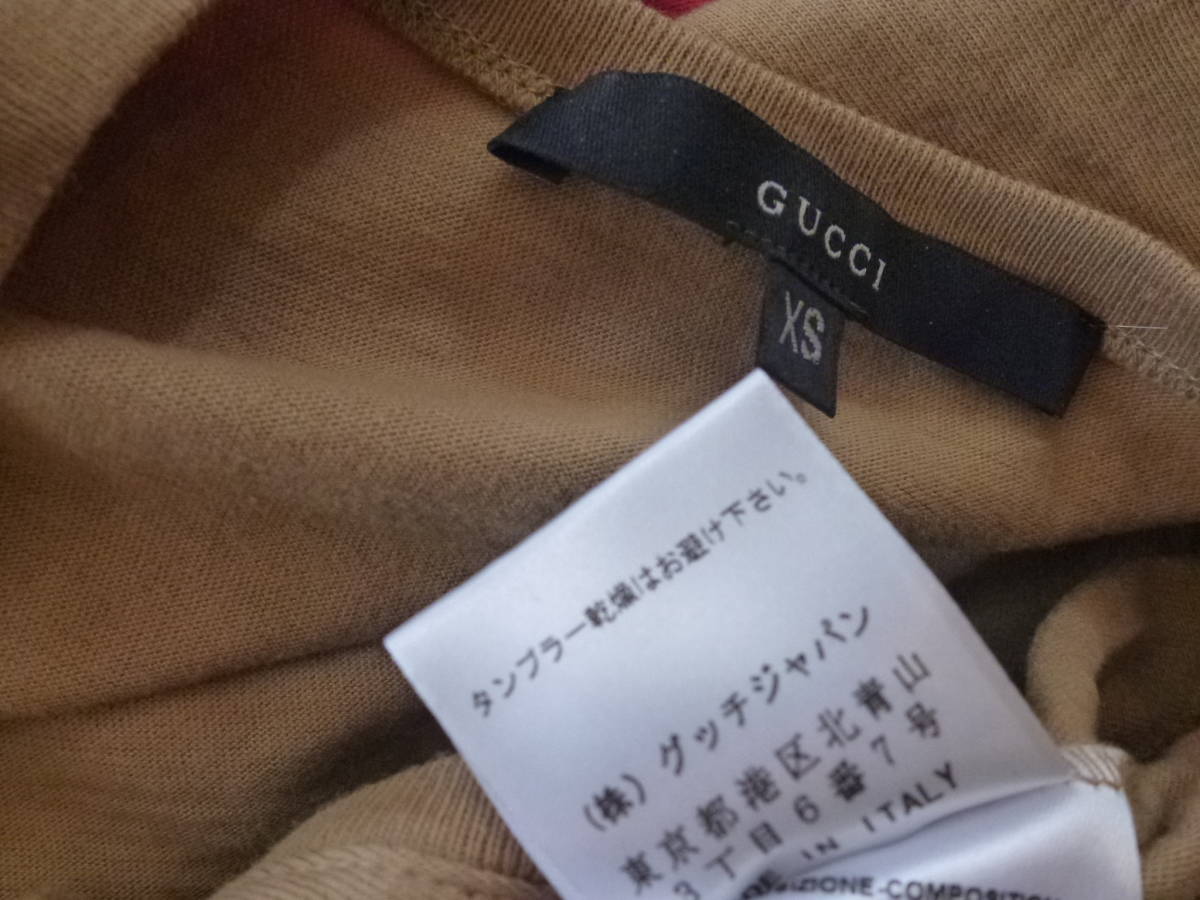 GUCCI
XS
タンブラー乾燥はお避け下さい。
(株) グッチジャパン
東京都港区北青山
3丁目6番7号
IN ITALY
-COMPOSITION